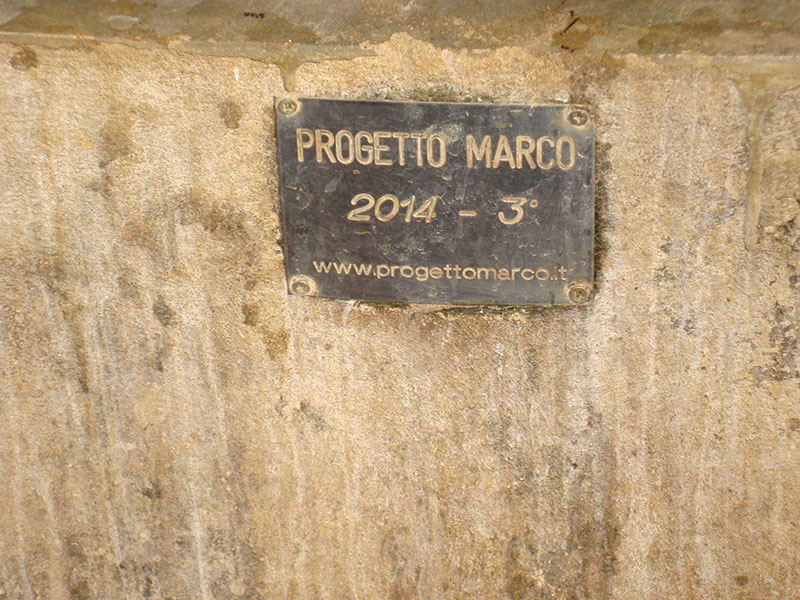 PROGETTO MARCO
2014 - 3°
www.progettomarco.it